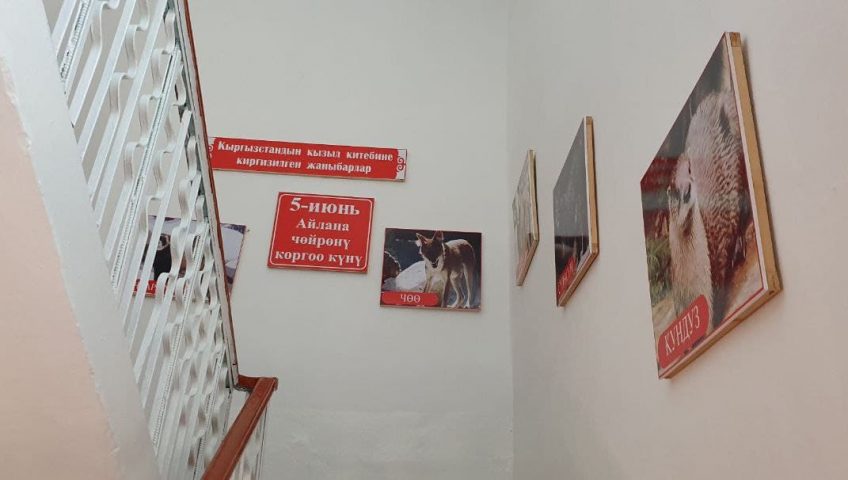 Кыргызстандын кызыл китебине
киргизилген жаныбарлар
5-июнь
Айлана
чөйрөнү
коргоо күнү
ЧӨӨ
КУНДУЗ